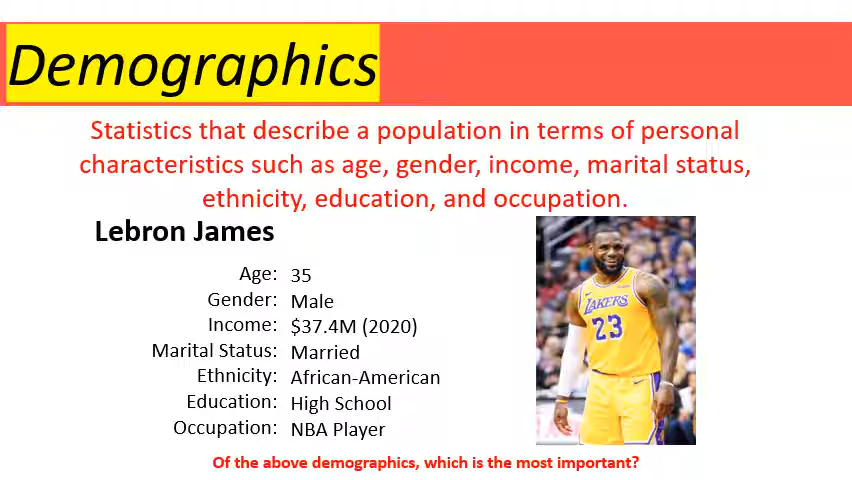 Demographics
Statistics that describe a population in terms of personal
characteristics such as age, gender, income, marital status,
ethnicity, education, and occupation.
Lebron James
Age: 35
Gender: Male
Income: $37.4M (2020)
Marital Status: Married
Ethnicity: African-American
Education: High School
Occupation: NBA Player
LAKERS
23
Of the above demographics, which is the most important?